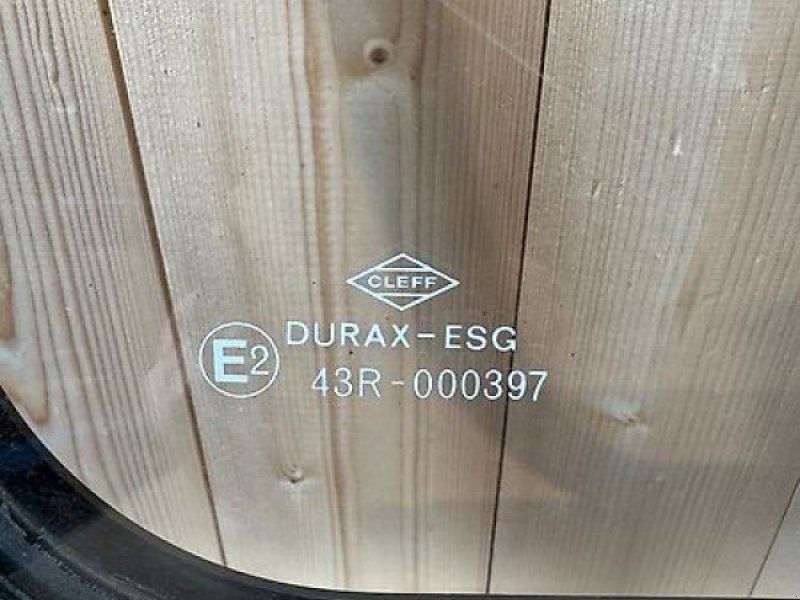 CLEFF
DURAX-ESG
E2
43R-000397